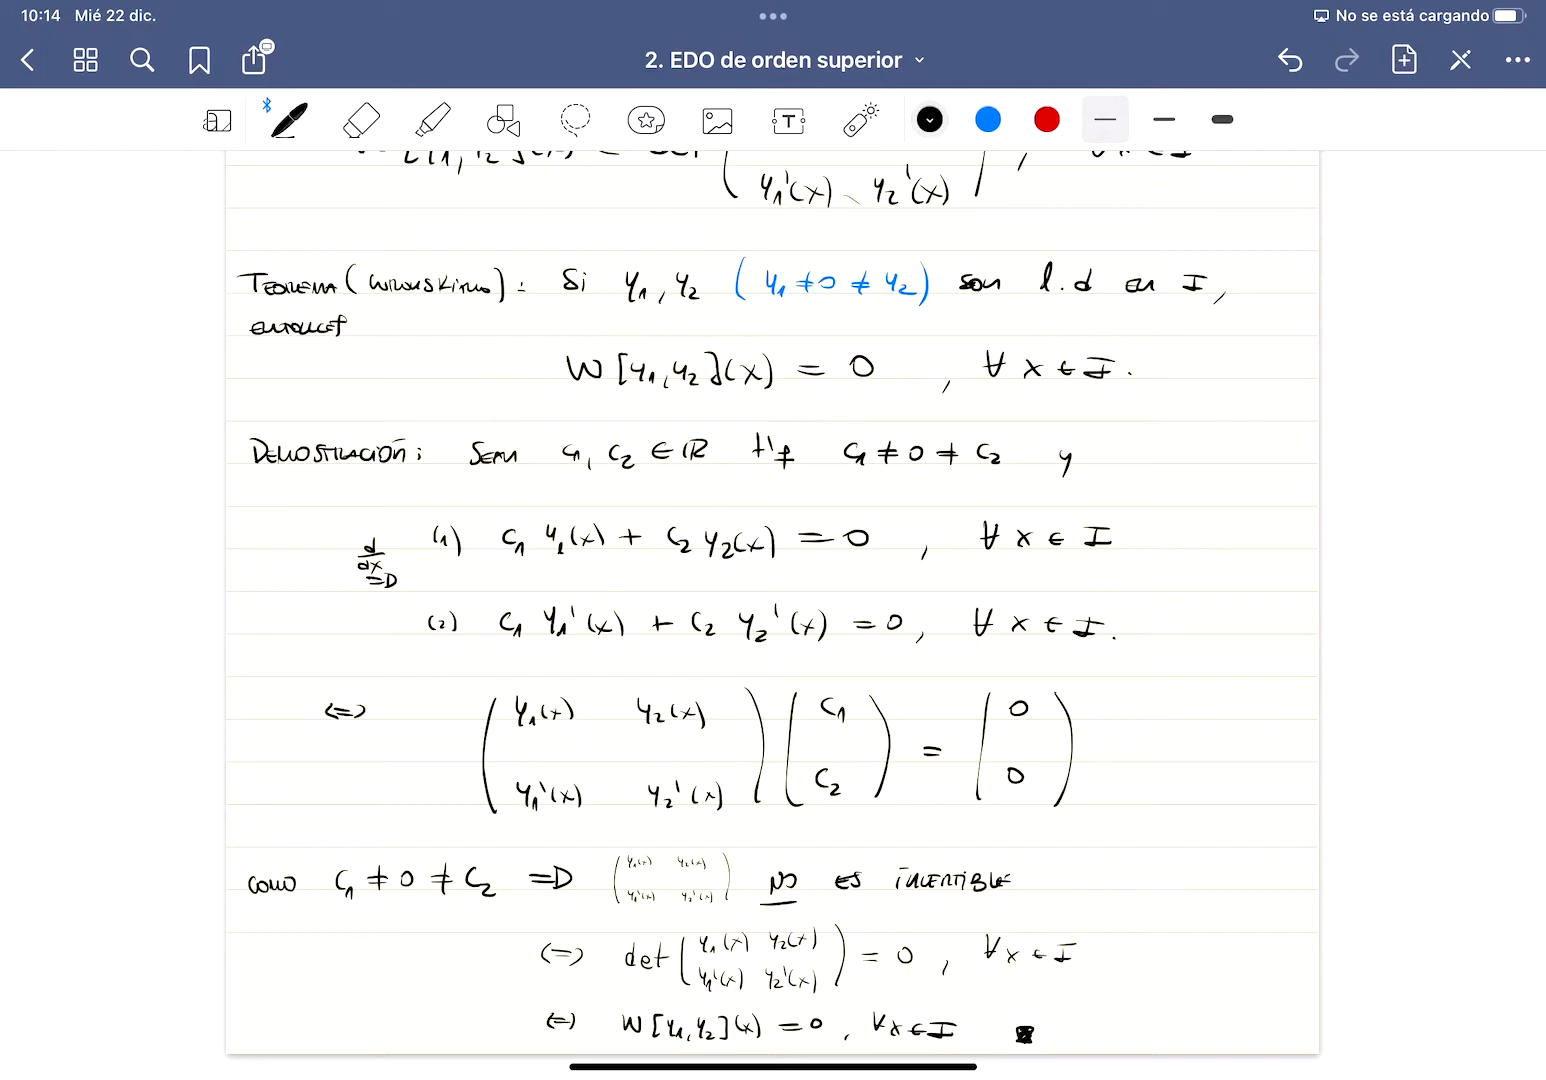 10:14 Mié 22 dic.
No se está cargando
2. EDO de orden superior
y₁'(x) y₂'(x)
TEOREMA (WRONSKIANO): Si y₁, y₂ (y₁ ≠ 0 ≠ y₂) son l.d en I,
ENTONCES
W[y₁,y₂](x) = 0 , ∀ x ∈ I.
DEMOSTRACIÓN: SEAN c₁, c₂ ∈ ℝ t'q c₁ ≠ 0 ≠ c₂ y
(1) c₁ y₁(x) + c₂ y₂(x) = 0 , ∀ x ∈ I
d/dx ⇒
(2) c₁ y₁'(x) + c₂ y₂'(x) = 0, ∀ x ∈ I.
⇔ ( y₁(x) y₂(x) ) ( c₁ ) = ( 0 )
( y₁'(x) y₂'(x) ) ( c₂ ) ( 0 )
COMO c₁ ≠ 0 ≠ c₂ ⇒ ( y₁(x) y₂(x) y₁'(x) y₂'(x) ) NO ES INVERTIBLE
⇔ det ( y₁(x) y₂(x) y₁'(x) y₂'(x) ) = 0 , ∀ x ∈ I
⇔ W[y₁,y₂](x) = 0 , ∀ x ∈ I